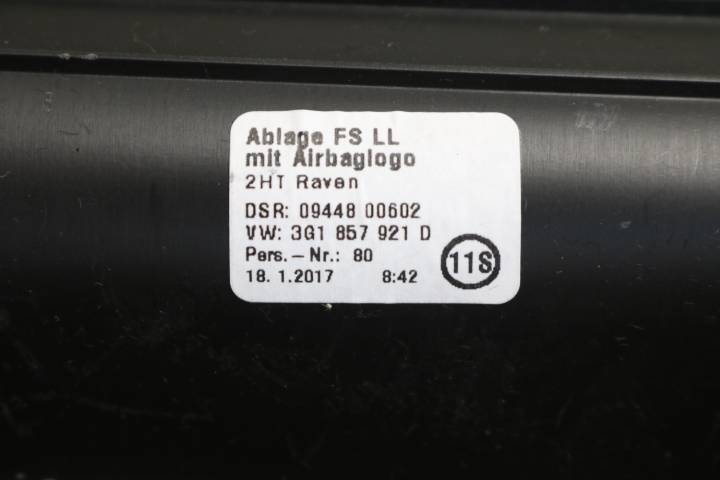 Ablage FS LL
mit Airbaglogo
2HT Raven
DSR: 09448 00602
VW: 3G1 857 921 D
Pers.-Nr.: 80
18. 1.2017 8:42
11S